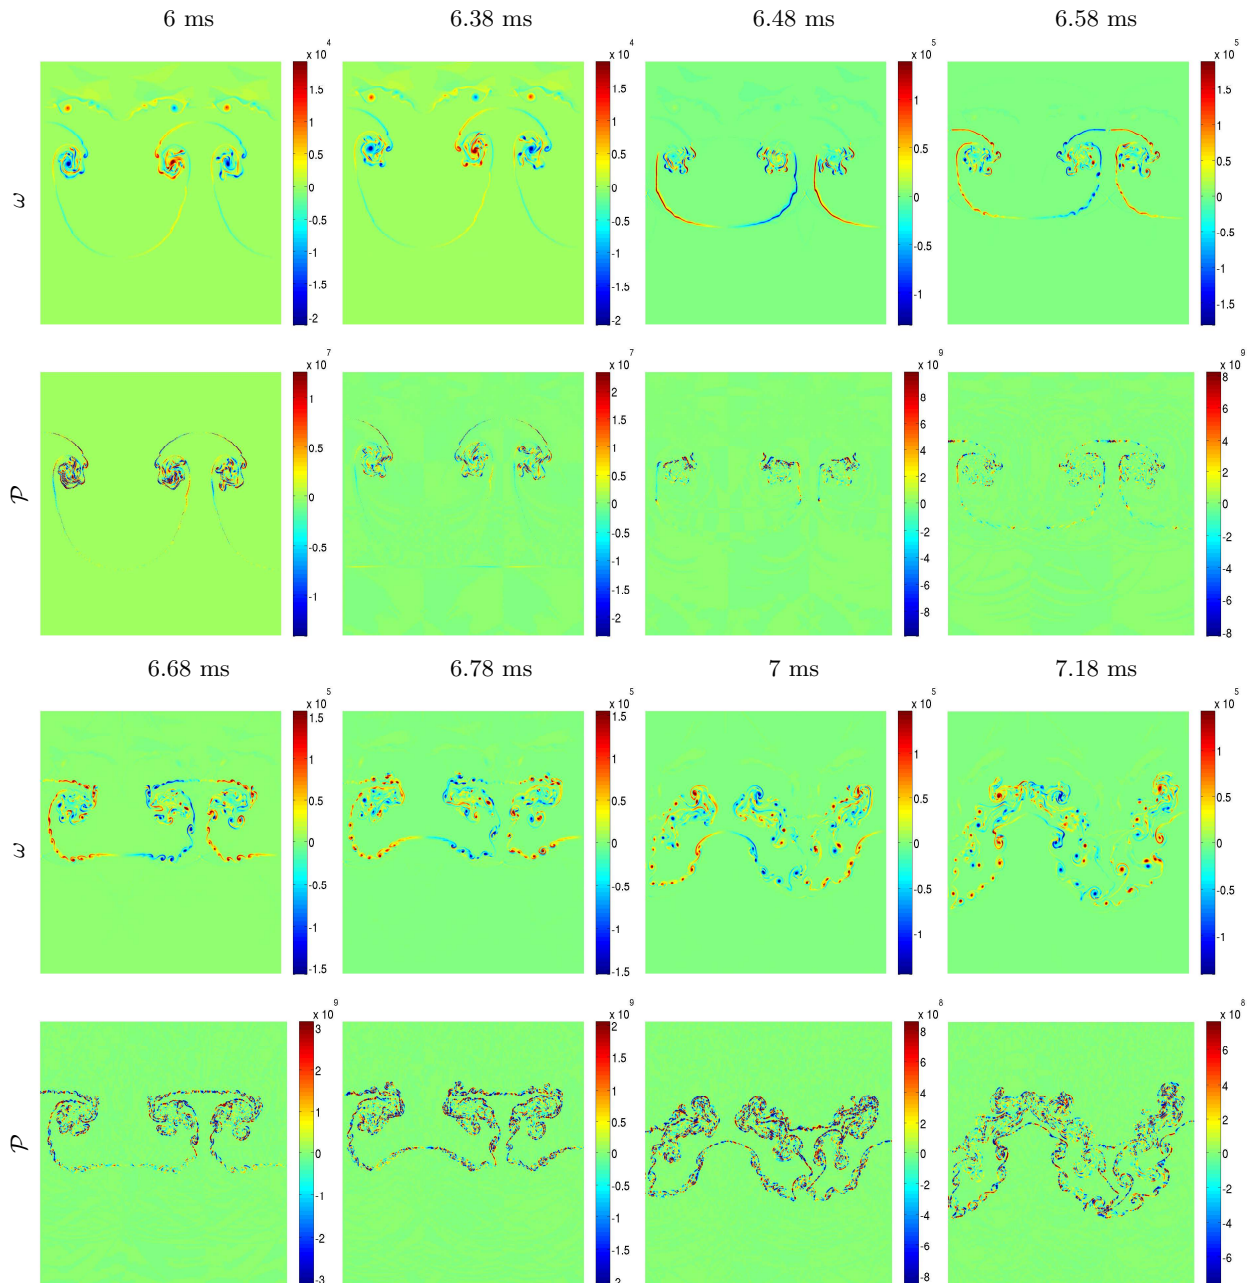 6 ms 6.38 ms 6.48 ms 6.58 ms
x 10 4 x 10 4 x 10 5 x 10 5
ω
1.5 1 0.5 0 -0.5 -1 -1.5 -2
1.5 1 0.5 0 -0.5 -1 -1.5 -2
1 0.5 0 -0.5 -1
1.5 1 0.5 0 -0.5 -1 -1.5
x 10 7 x 10 7 x 10 9 x 10 9
𝒫
1 0.5 0 -0.5 -1
2 1.5 1 0.5 0 -0.5 -1 -1.5 -2
8 6 4 2 0 -2 -4 -6 -8
8 6 4 2 0 -2 -4 -6 -8
6.68 ms 6.78 ms 7 ms 7.18 ms
x 10 5 x 10 5 x 10 5 x 10 5
ω
1.5 1 0.5 0 -0.5 -1 -1.5
1.5 1 0.5 0 -0.5 -1 -1.5
1 0.5 0 -0.5 -1
1 0.5 0 -0.5 -1
x 10 9 x 10 9 x 10 8 x 10 8
𝒫
3 2 1 0 -1 -2 -3
2 1.5 1 0.5 0 -0.5 -1 -1.5 -2
8 6 4 2 0 -2 -4 -6 -8
6 4 2 0 -2 -4 -6